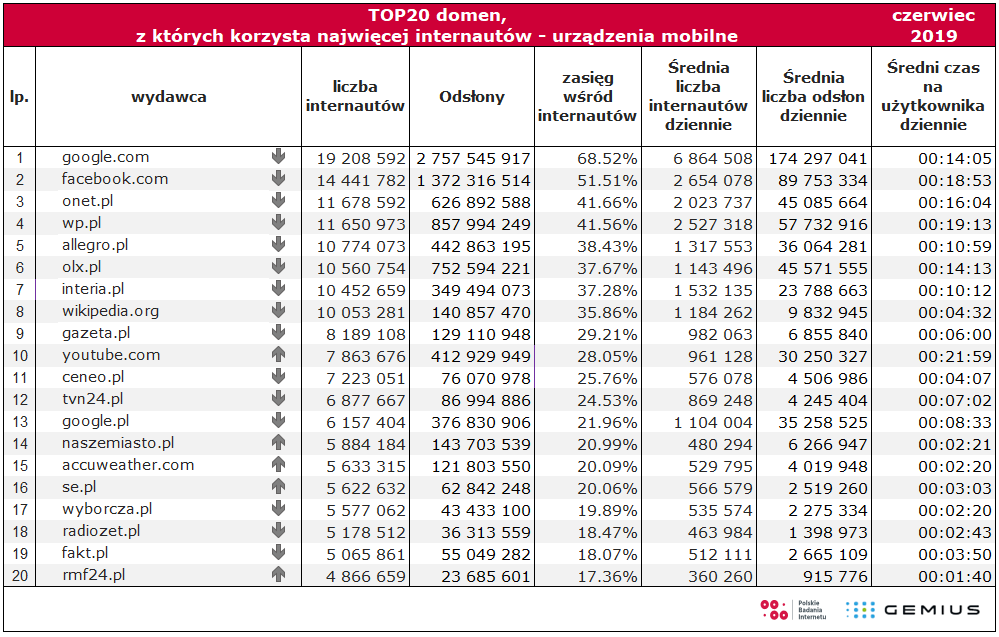 TOP20 domen,
z których korzysta najwięcej internautów - urządzenia mobilne
czerwiec
2019
lp.
wydawca
liczba
internautów
Odsłony
zasięg
wśród
internautów
Średnia
liczba
internautów
dziennie
Średnia
liczba odsłon
dziennie
Średni czas
na
użytkownika
dziennie
1 google.com 19 208 592 2 757 545 917 68.52% 6 864 508 174 297 041 00:14:05
2 facebook.com 14 441 782 1 372 316 514 51.51% 2 654 078 89 753 334 00:18:53
3 onet.pl 11 678 592 626 892 588 41.66% 2 023 737 45 085 664 00:16:04
4 wp.pl 11 650 973 857 994 249 41.56% 2 527 318 57 732 916 00:19:13
5 allegro.pl 10 774 073 442 863 195 38.43% 1 317 553 36 064 281 00:10:59
6 olx.pl 10 560 754 752 594 221 37.67% 1 143 496 45 571 555 00:14:13
7 interia.pl 10 452 659 349 494 073 37.28% 1 532 135 23 788 663 00:10:12
8 wikipedia.org 10 053 281 140 857 470 35.86% 1 184 262 9 832 945 00:04:32
9 gazeta.pl 8 189 108 129 110 948 29.21% 982 063 6 855 840 00:06:00
10 youtube.com 7 863 676 412 929 949 28.05% 961 128 30 250 327 00:21:59
11 ceneo.pl 7 223 051 76 070 978 25.76% 576 078 4 506 986 00:04:07
12 tvn24.pl 6 877 667 86 994 886 24.53% 869 248 4 245 404 00:07:02
13 google.pl 6 157 404 376 830 906 21.96% 1 104 004 35 258 525 00:08:33
14 naszemiasto.pl 5 884 184 143 703 539 20.99% 480 294 6 266 947 00:02:21
15 accuweather.com 5 633 315 121 803 550 20.09% 529 795 4 019 948 00:02:20
16 se.pl 5 622 632 62 842 248 20.06% 566 579 2 519 260 00:03:03
17 wyborcza.pl 5 577 062 43 433 100 19.89% 535 574 2 275 334 00:02:20
18 radiozet.pl 5 178 512 36 313 559 18.47% 463 984 1 398 973 00:02:43
19 fakt.pl 5 065 861 55 049 282 18.07% 512 111 2 665 109 00:03:50
20 rmf24.pl 4 866 659 23 685 601 17.36% 360 260 915 776 00:01:40
Polskie
Badania
Internetu
GEMIUS